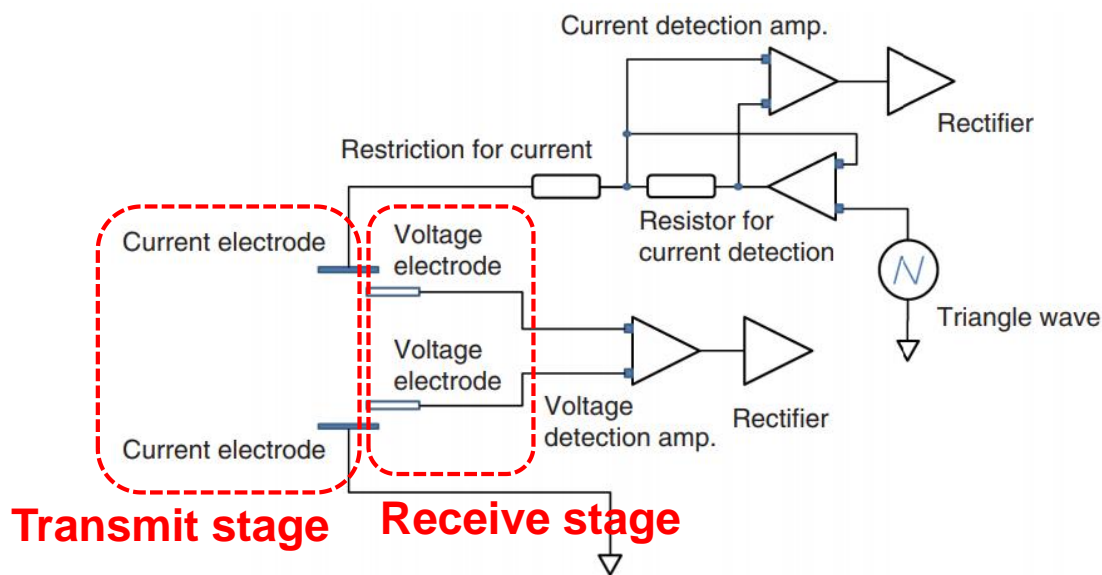 Current detection amp.
Rectifier
Restriction for current
Resistor for
current detection
Current electrode
Voltage
electrode
Triangle wave
Voltage
electrode
Rectifier
Voltage
detection amp.
Current electrode
Transmit stage
Receive stage